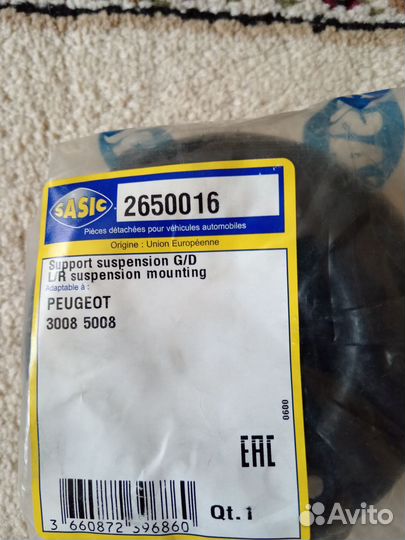 SASIC
2650016
Pièces détachées pour véhicules automobiles
Origine : Union Européenne
Support suspension G/D
L/R suspension mounting
Adaptable à :
PEUGEOT
3008 5008
0600
EAC
3 660872 596860
Qt. 1
Avito